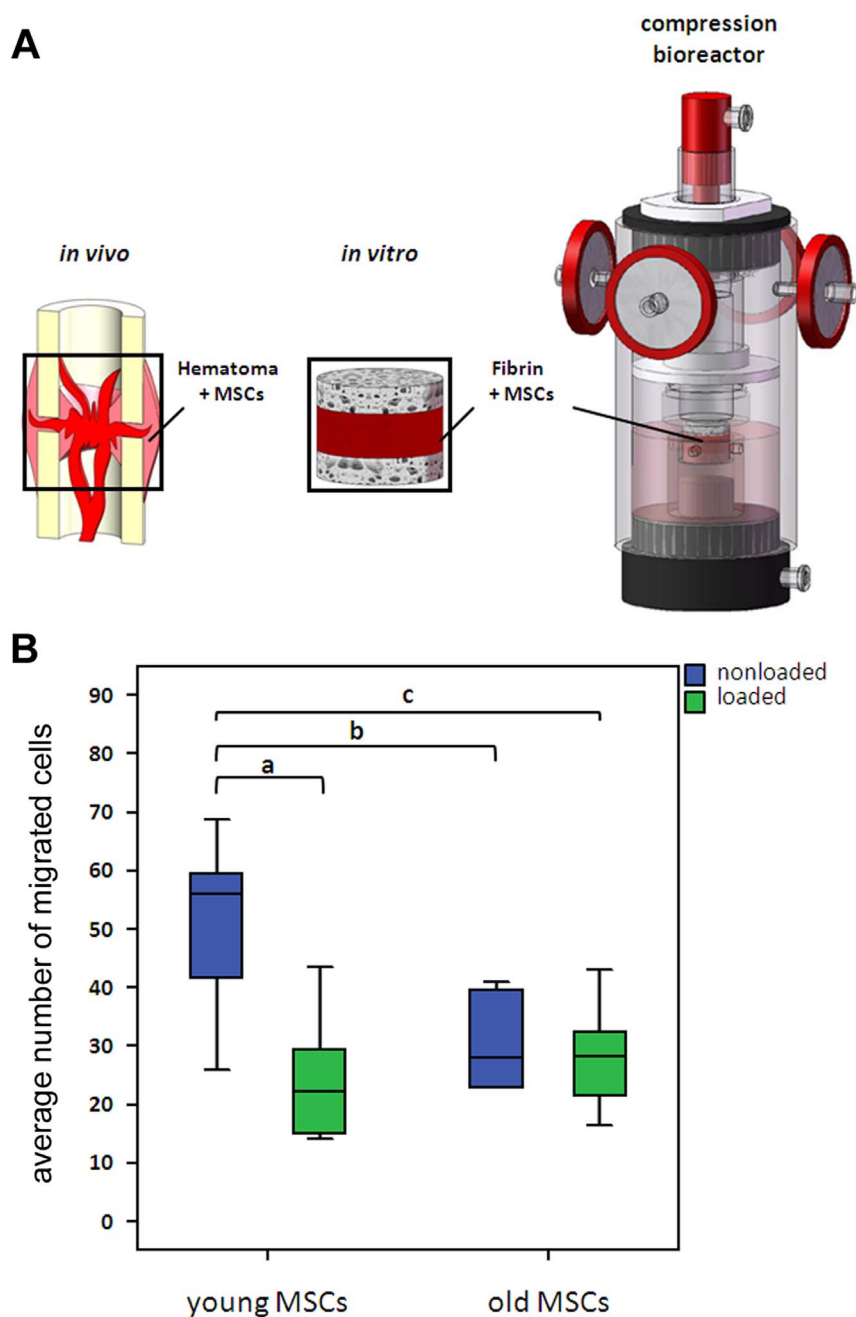 A
compression
bioreactor
in vivo
in vitro
Hematoma
+ MSCs
Fibrin
+ MSCs
B
nonloaded
loaded
average number of migrated cells
90
80
70
60
50
40
30
20
10
0
c
b
a
young MSCs
old MSCs